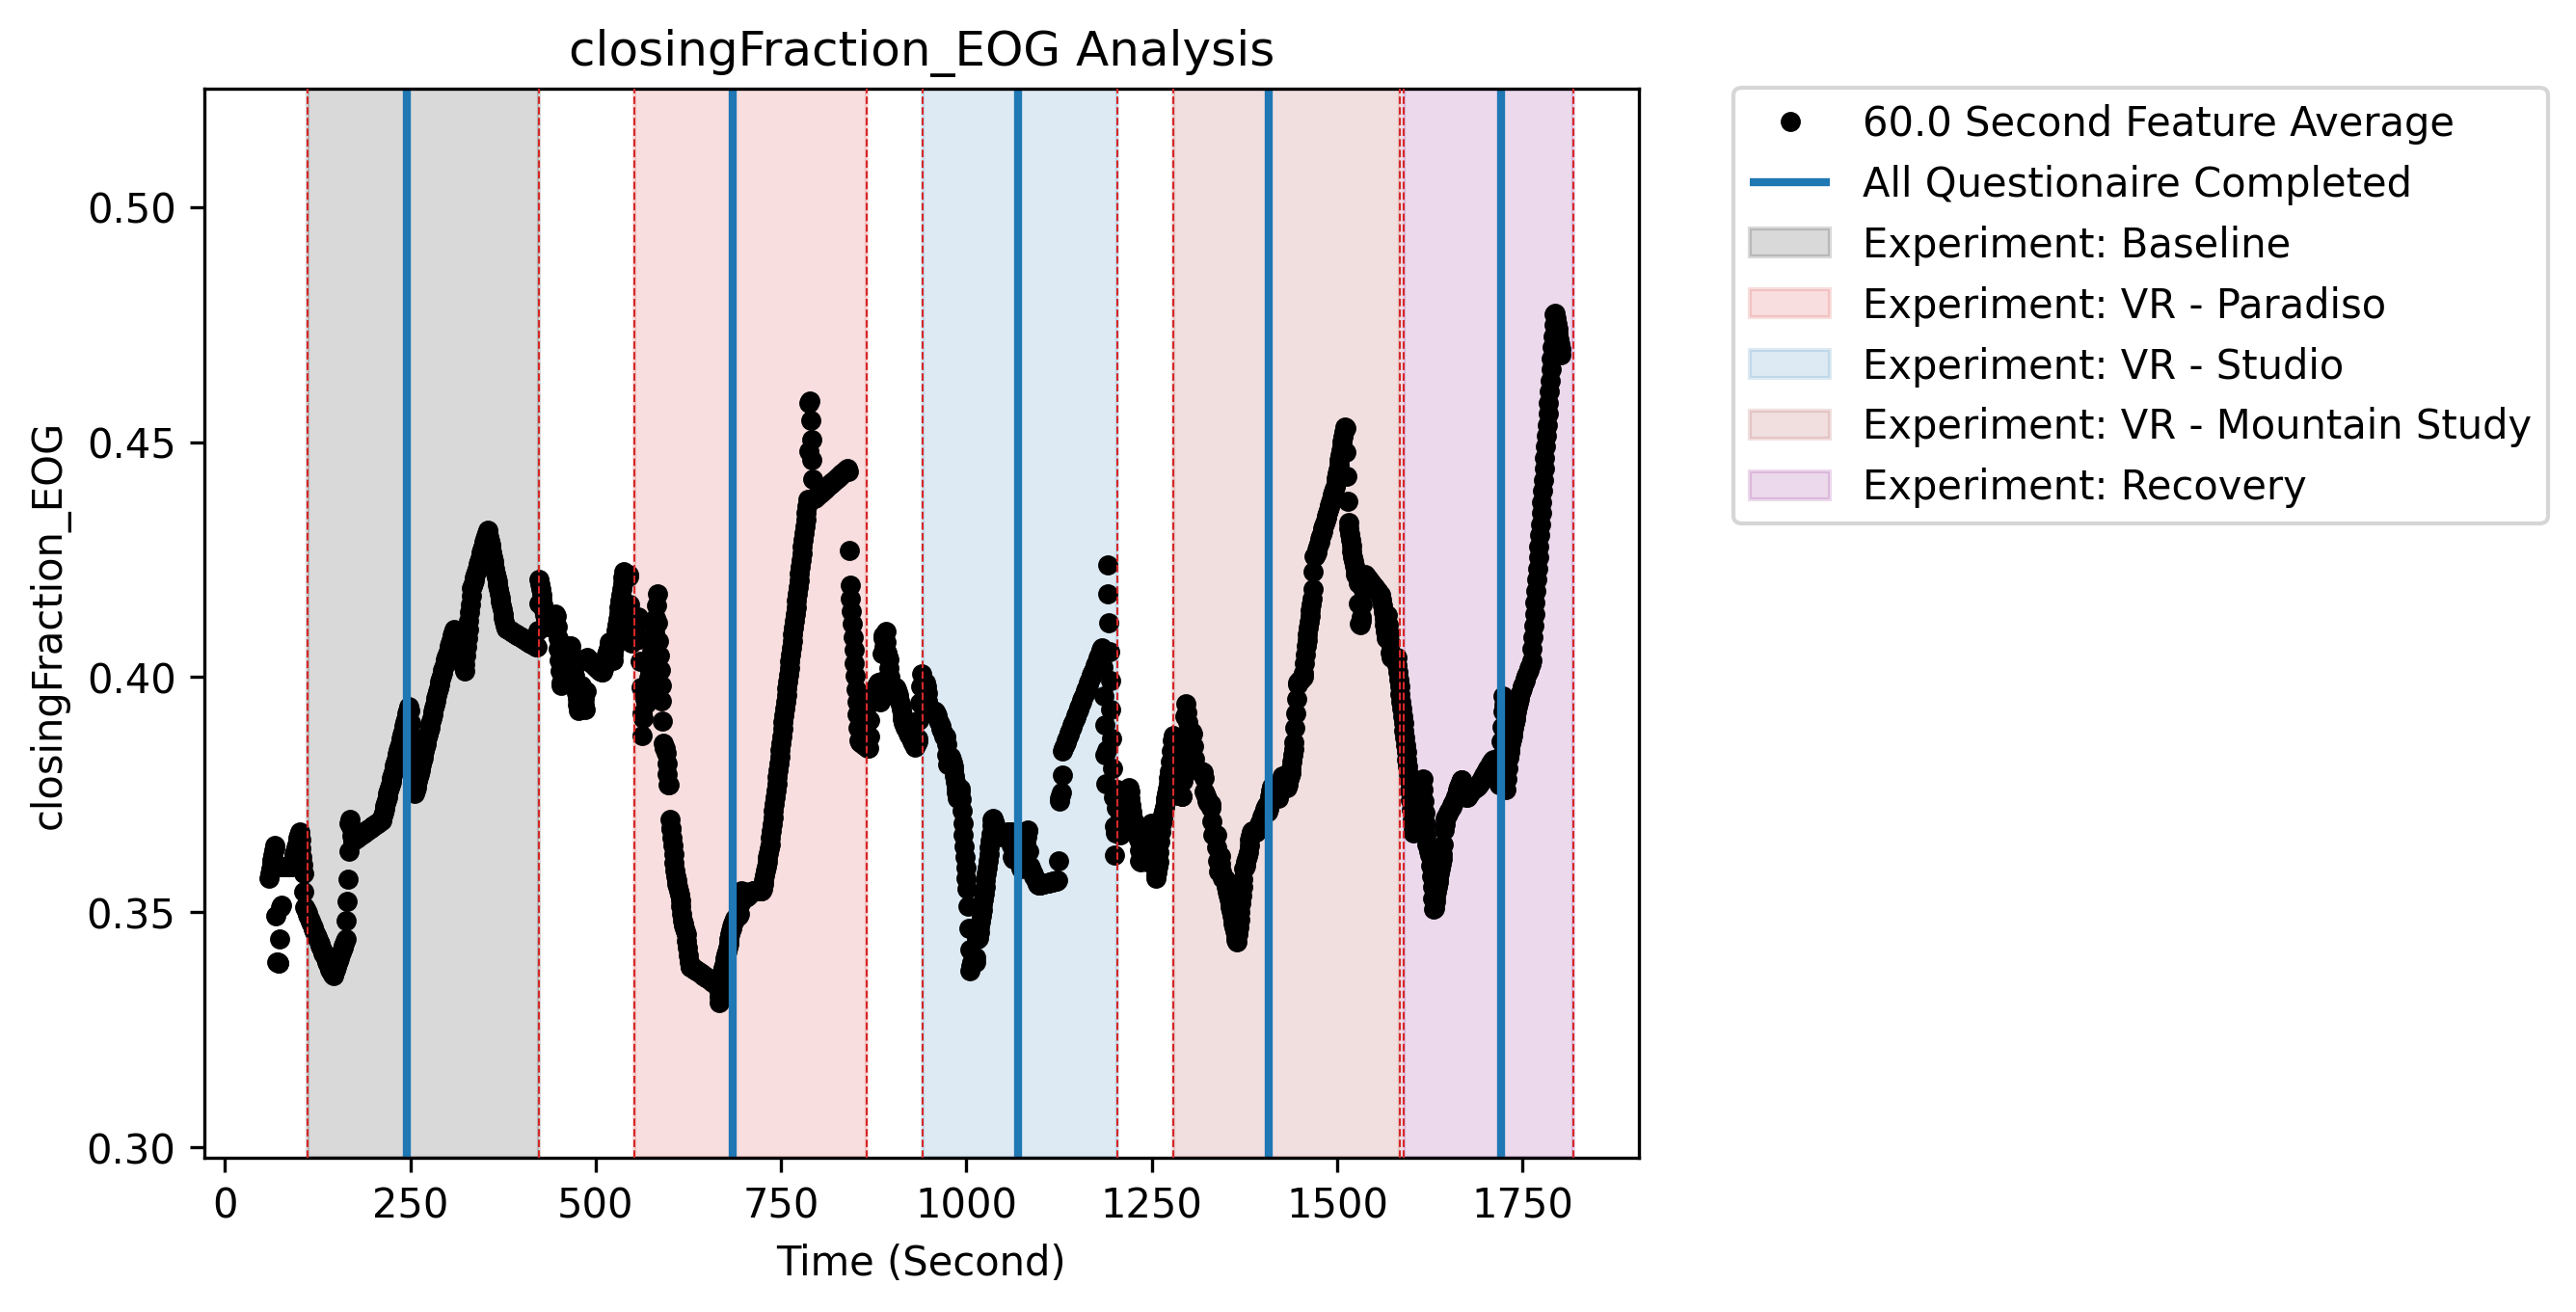 closingFraction_EOG Analysis
closingFraction_EOG
0.50
0.45
0.40
0.35
0.30
0 250 500 750 1000 1250 1500 1750
Time (Second)
60.0 Second Feature Average
All Questionaire Completed
Experiment: Baseline
Experiment: VR - Paradiso
Experiment: VR - Studio
Experiment: VR - Mountain Study
Experiment: Recovery